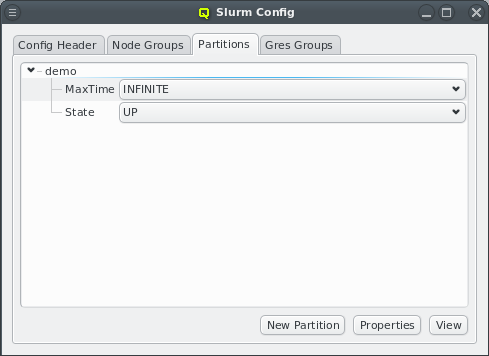 Slurm Config
Config Header Node Groups Partitions Gres Groups
demo
MaxTime INFINITE
State UP
New Partition Properties View